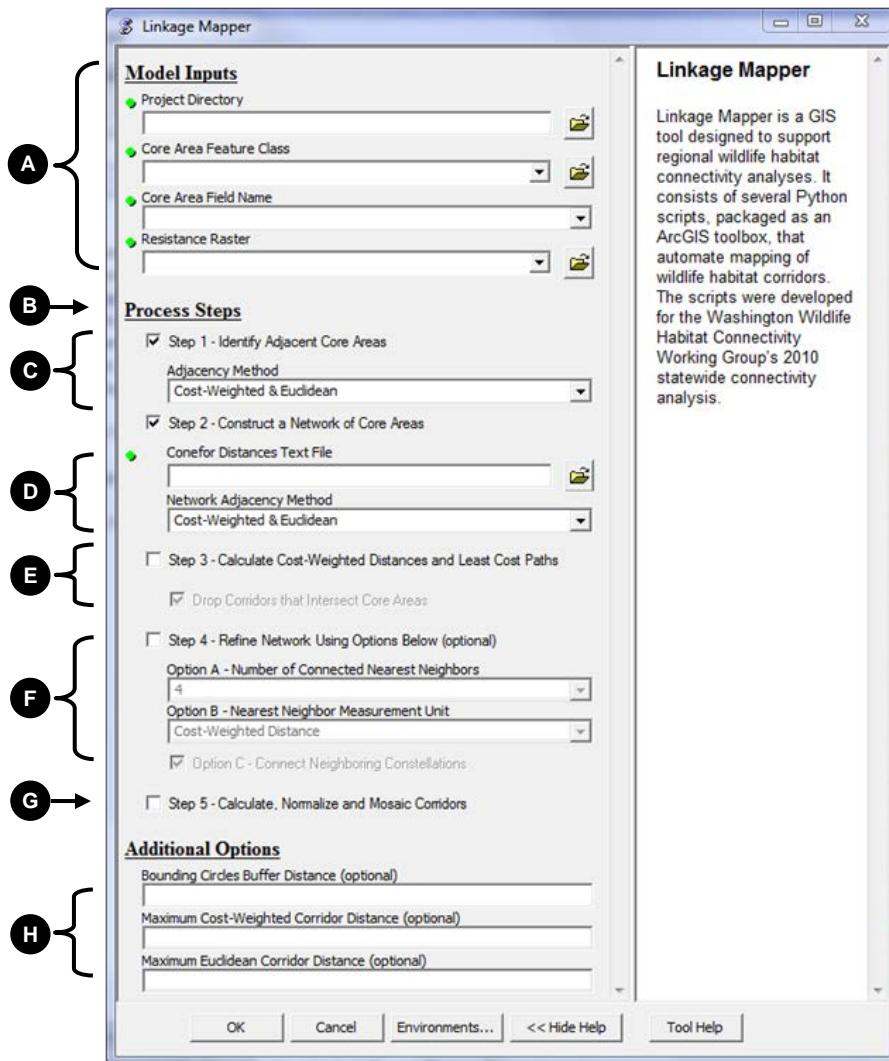 Linkage Mapper
A
Model Inputs
Project Directory
Core Area Feature Class
Core Area Field Name
Resistance Raster
B
Process Steps
C
Step 1 - Identify Adjacent Core Areas
Adjacency Method
Cost-Weighted & Euclidean
Step 2 - Construct a Network of Core Areas
D
Conefor Distances Text File
Network Adjacency Method
Cost-Weighted & Euclidean
E
Step 3 - Calculate Cost-Weighted Distances and Least Cost Paths
Drop Corridors that Intersect Core Areas
F
Step 4 - Refine Network Using Options Below (optional)
Option A - Number of Connected Nearest Neighbors
4
Option B - Nearest Neighbor Measurement Unit
Cost-Weighted Distance
Option C - Connect Neighboring Constellations
G
Step 5 - Calculate, Normalize and Mosaic Corridors
Additional Options
H
Bounding Circles Buffer Distance (optional)
Maximum Cost-Weighted Corridor Distance (optional)
Maximum Euclidean Corridor Distance (optional)
Linkage Mapper
Linkage Mapper is a GIS
tool designed to support
regional wildlife habitat
connectivity analyses. It
consists of several Python
scripts, packaged as an
ArcGIS toolbox, that
automate mapping of
wildlife habitat corridors.
The scripts were developed
for the Washington Wildlife
Habitat Connectivity
Working Group's 2010
statewide connectivity
analysis.
OK
Cancel
Environments...
<< Hide Help
Tool Help